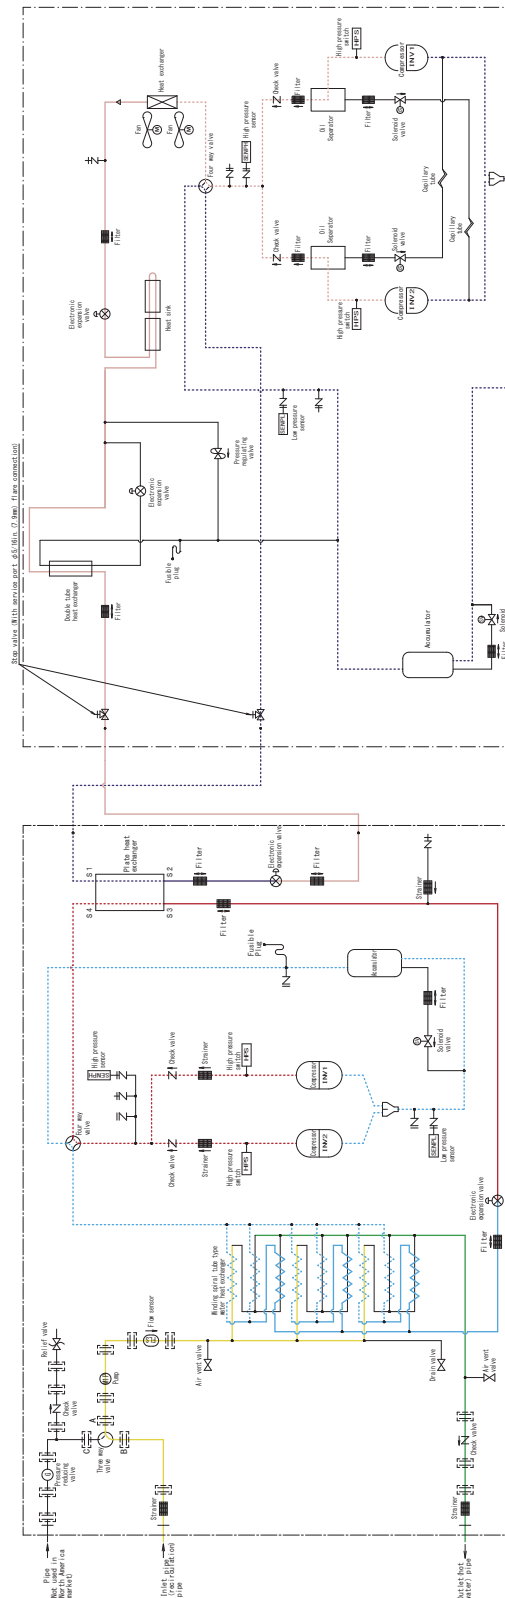 Heat exchanger
Fan
Fan
M
M
Four way valve
High pressure
sensor
SENPH
Check valve
Filter
Oil
Separator
Filter
Solenoid
valve
High pressure
switch
HPS
Compressor
INV1
Capillary
tube
Capillary
tube
Check valve
Filter
Oil
Separator
Filter
Solenoid
valve
High pressure
switch
HPS
Compressor
INV2
Filter
Electronic
expansion
valve
Heat sink
SENPL
Low pressure
sensor
Pressure
regulating
valve
Electronic
expansion
valve
Fusible
plug
Double tube
heat exchanger
Filter
Accumulator
Solenoid
Filter
Stop valve (With service port φ5/16in. (7.9mm) flare connection)
S1
S2
S3
S4
Plate heat
exchanger
Filter
Electronic
expansion valve
Filter
Filter
Strainer
Fusible
Plug
Accumulator
Filter
Solenoid
valve
High pressure
sensor
SENPH
Four way
valve
Check valve
Strainer
High pressure
switch
HPS
Compressor
INV1
Check valve
Strainer
High pressure
switch
HPS
Compressor
INV2
SENPL
Low pressure
sensor
Electronic
expansion valve
Filter
Winding spiral tube type
water heat exchanger
Flow sensor
FLS
Air vent valve
Drain valve
Air vent
valve
Relief valve
Check
valve
Pump
A
B
C
Three way
valve
G
Pressure
reducing
valve
Strainer
Check valve
Strainer
Pipe
(Not used in
North America
market)
Inlet pipe
(recirculation)
pipe
Outlet(hot
water) pipe